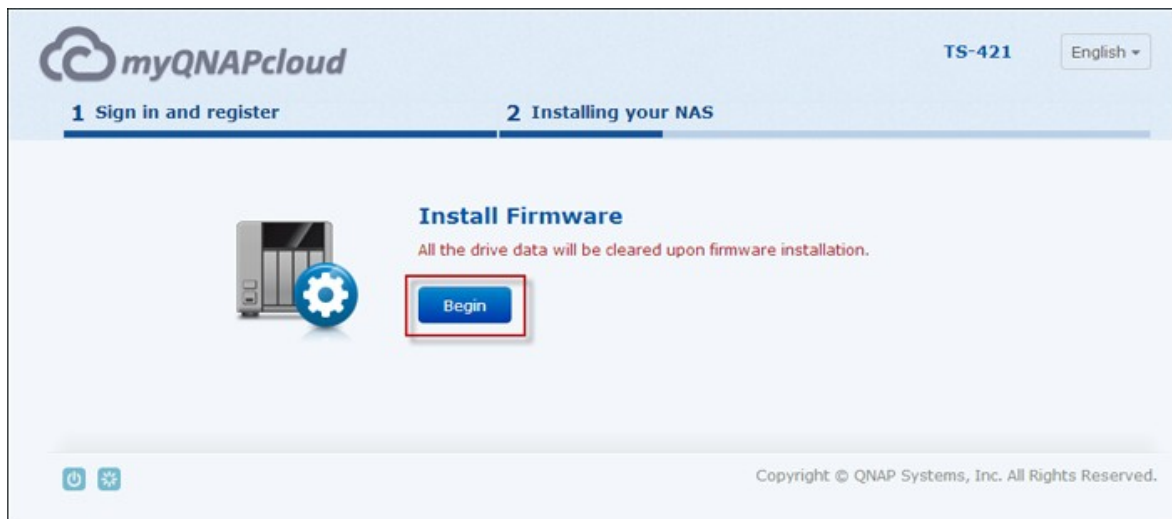 myQNAPcloud
TS-421
English
1 Sign in and register
2 Installing your NAS
Install Firmware
All the drive data will be cleared upon firmware installation.
Begin
Copyright © QNAP Systems, Inc. All Rights Reserved.